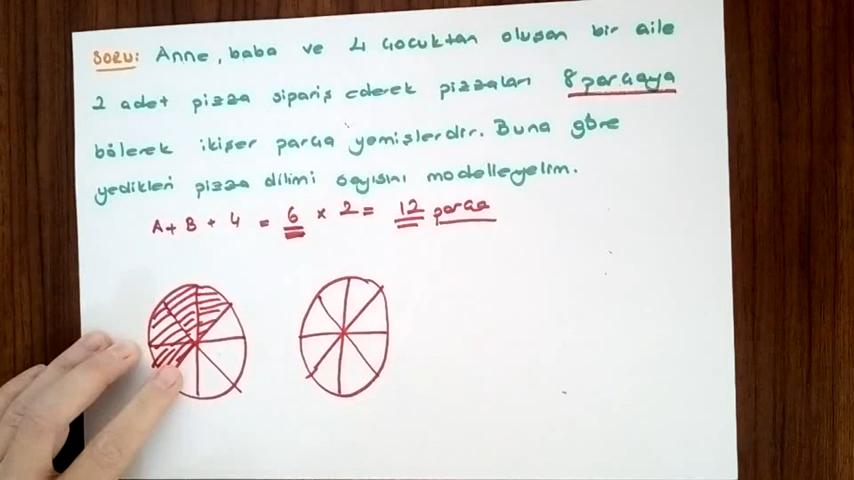 SORU: Anne, baba ve 4 çocuktan oluşan bir aile
2 adet pizza sipariş ederek pizzaları 8 parçaya
bölerek ikişer parça yemişlerdir. Buna göre
yedikleri pizza dilimi sayısını modelleyelim.
A + B + 4 = 6 x 2 = 12 parça